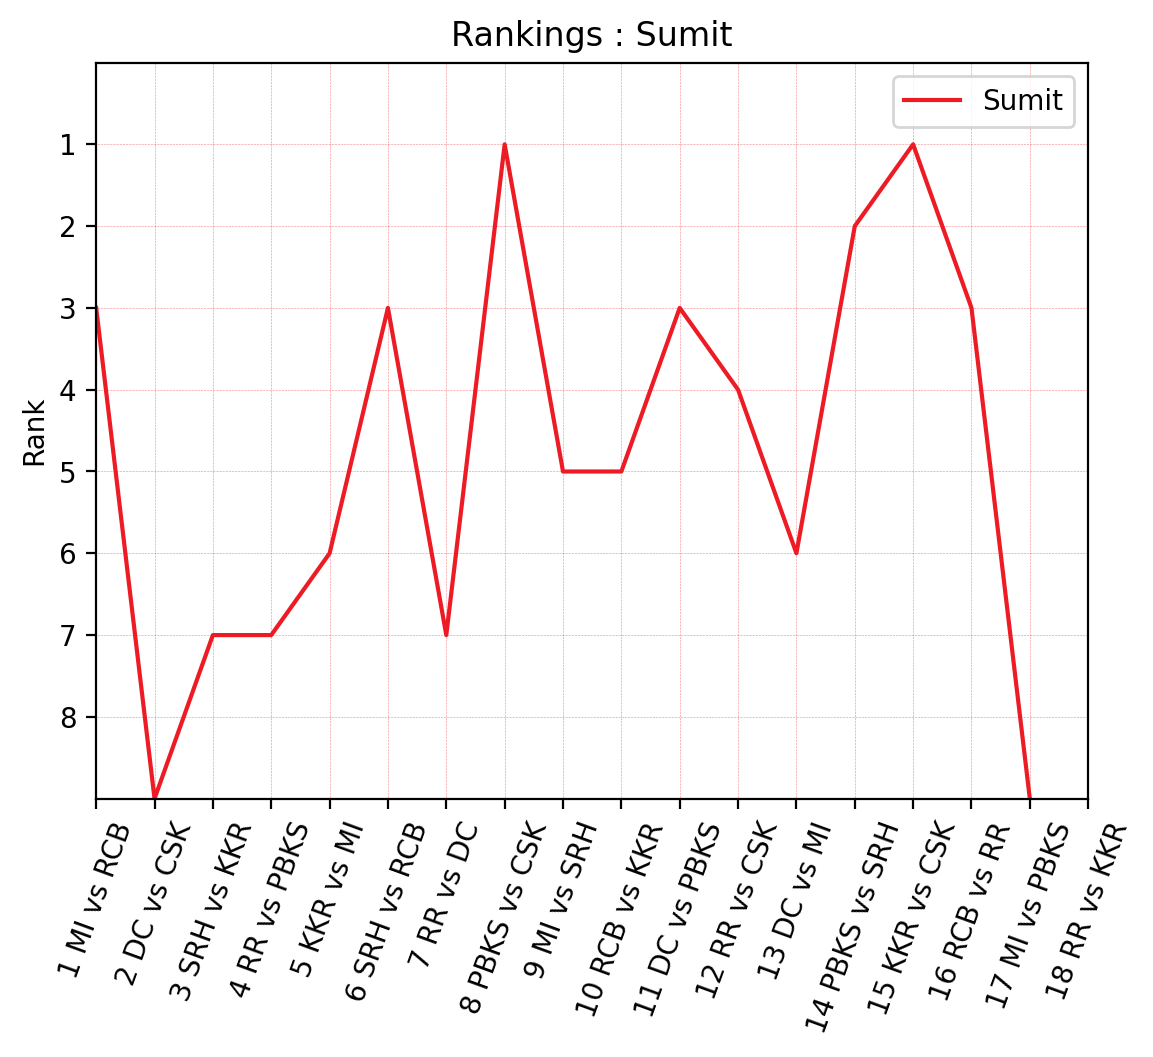 Rankings : Sumit
Sumit
Rank
1
2
3
4
5
6
7
8
1 MI vs RCB
2 DC vs CSK
3 SRH vs KKR
4 RR vs PBKS
5 KKR vs MI
6 SRH vs RCB
7 RR vs DC
8 PBKS vs CSK
9 MI vs SRH
10 RCB vs KKR
11 DC vs PBKS
12 RR vs CSK
13 DC vs MI
14 PBKS vs SRH
15 KKR vs CSK
16 RCB vs RR
17 MI vs PBKS
18 RR vs KKR